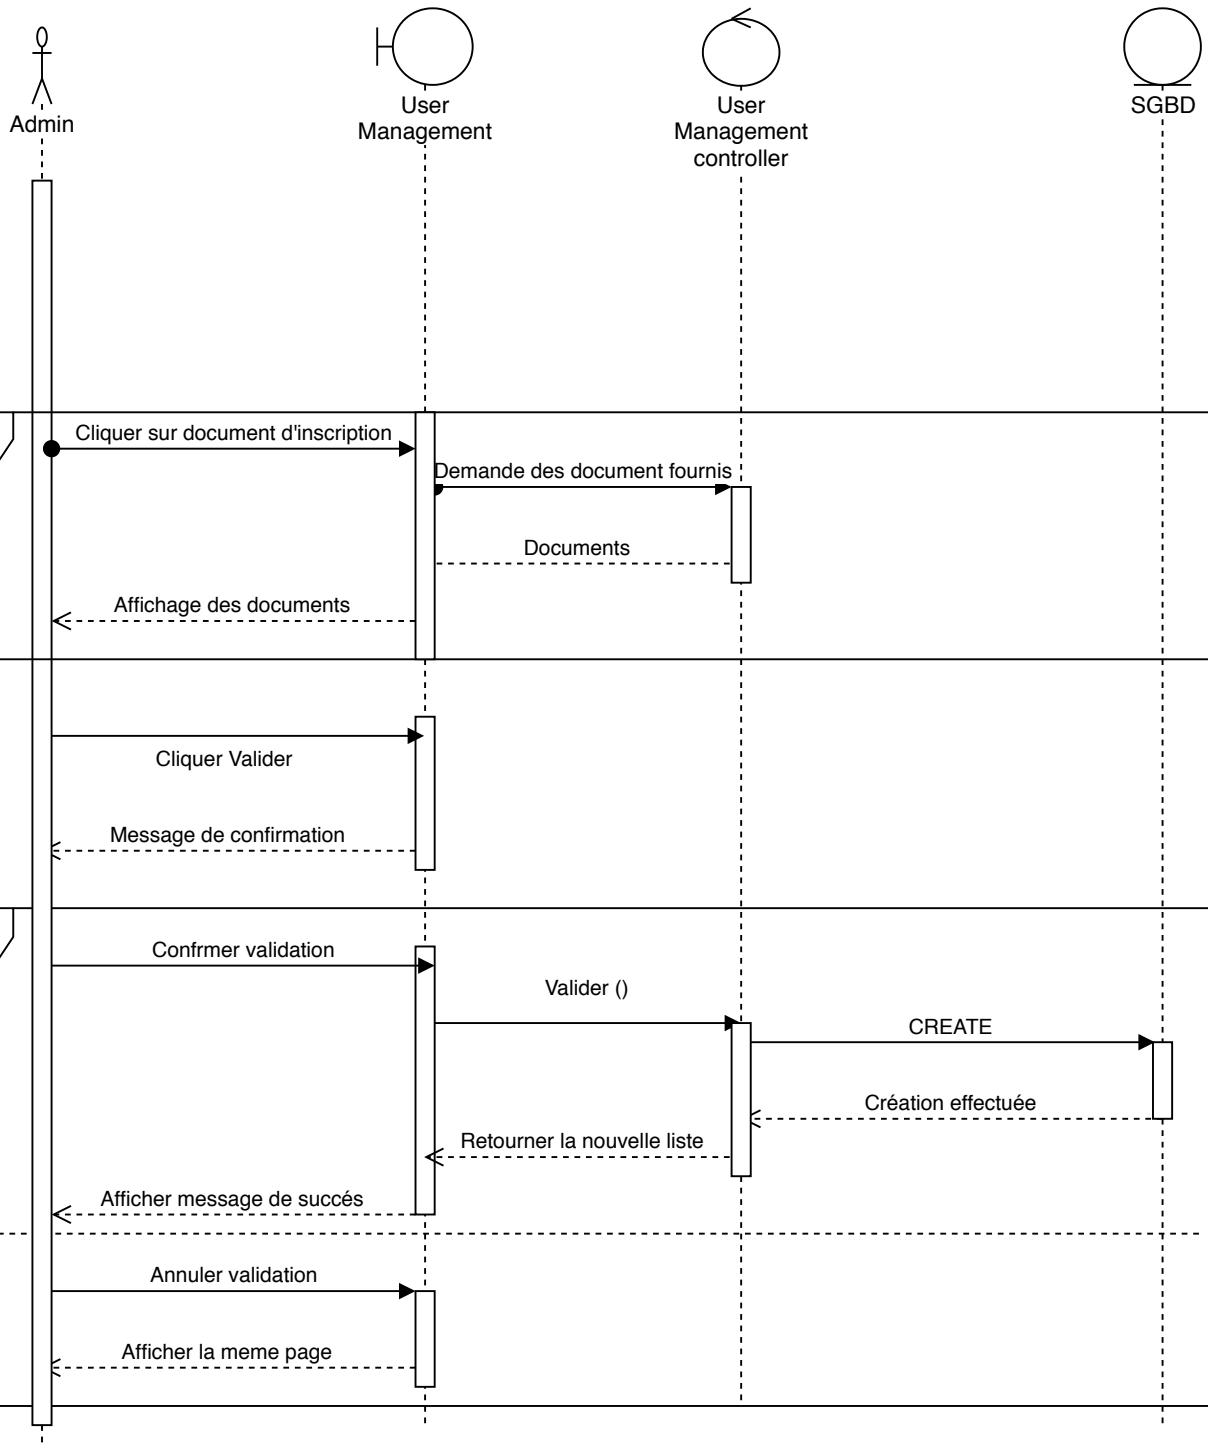 Admin
User
Management
User
Management
controller
SGBD
Cliquer sur document d'inscription
Demande des document fournis
Documents
Affichage des documents
Cliquer Valider
Message de confirmation
Confrmer validation
Valider ()
CREATE
Création effectuée
Retourner la nouvelle liste
Afficher message de succés
Annuler validation
Afficher la meme page